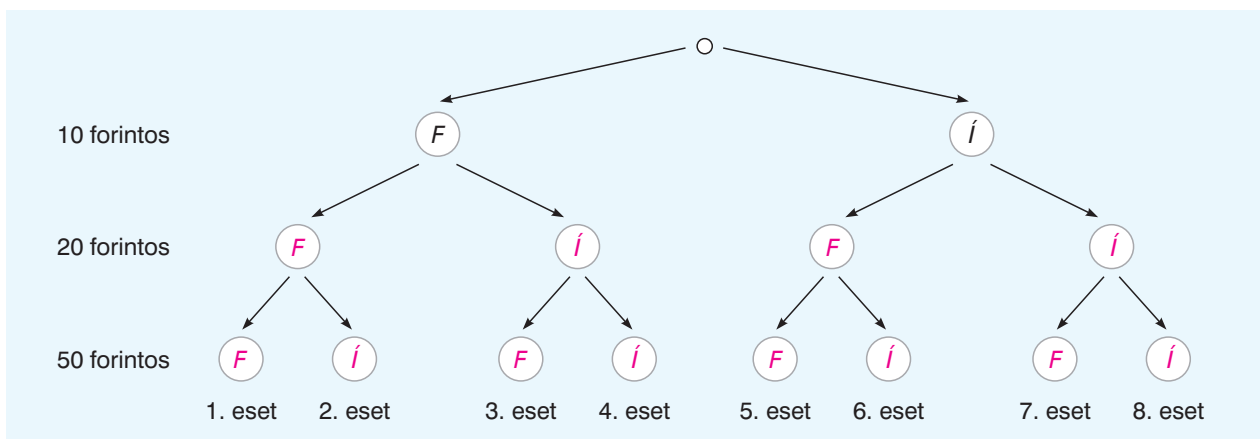 10 forintos F Í
20 forintos F Í F Í
50 forintos F Í F Í F Í F Í
1. eset 2. eset 3. eset 4. eset 5. eset 6. eset 7. eset 8. eset